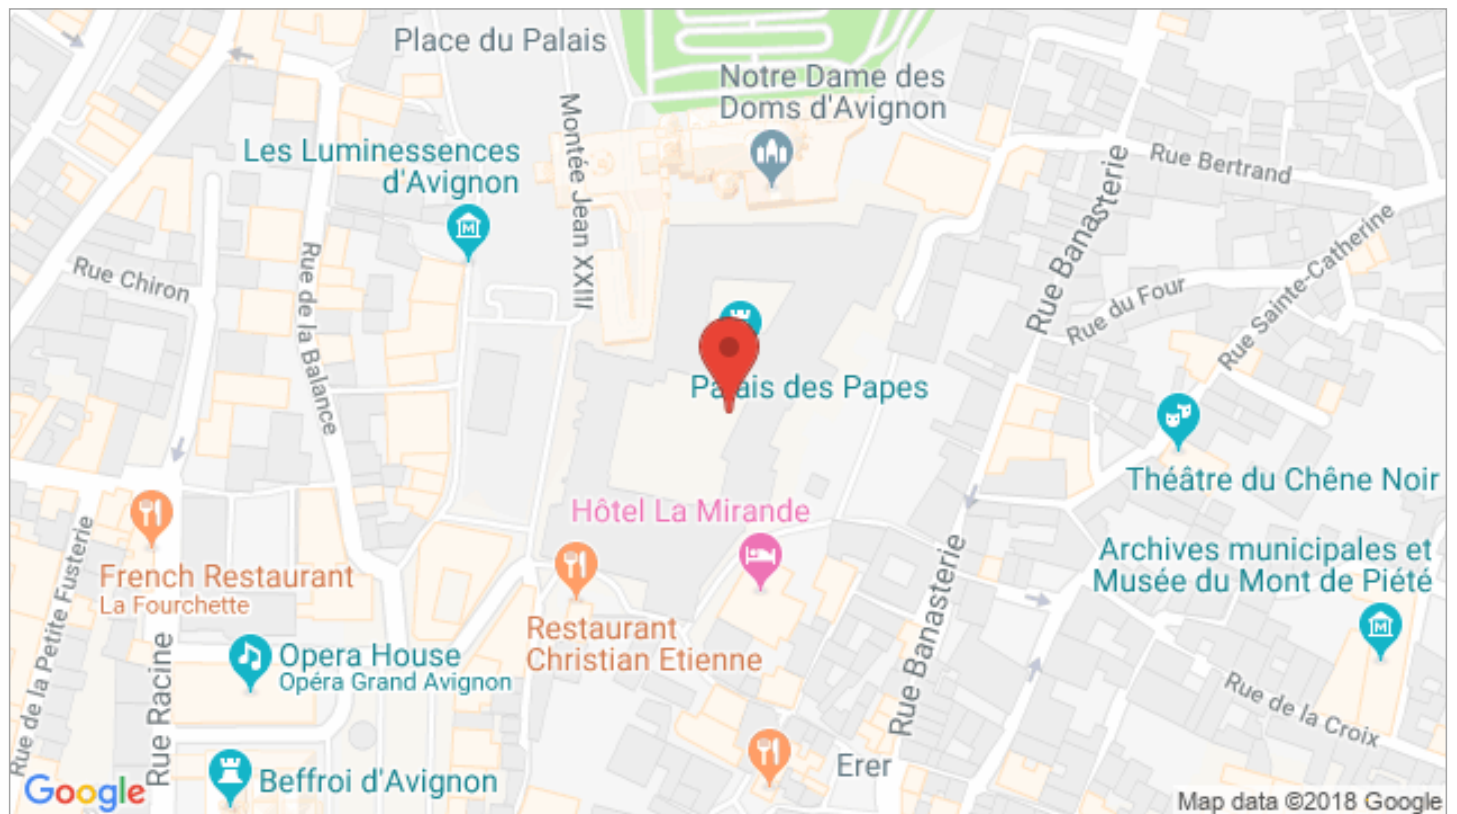 Place du Palais
Notre Dame des
Doms d'Avignon
Montée Jean XXIII
Les Luminessences
d'Avignon
Rue Bertrand
Rue Banasterie
Rue Sainte-Catherine
Rue Chiron
Rue de la Balance
Rue du Four
Palais des Papes
Théâtre du Chêne Noir
Hôtel La Mirande
Archives municipales et
Musée du Mont de Piété
French Restaurant
La Fourchette
Rue de la Petite Fusterie
Restaurant
Christian Etienne
Rue Banasterie
Opera House
Opéra Grand Avignon
Rue Racine
Rue de la Croix
Erer
Beffroi d'Avignon
Google
Map data ©2018 Google